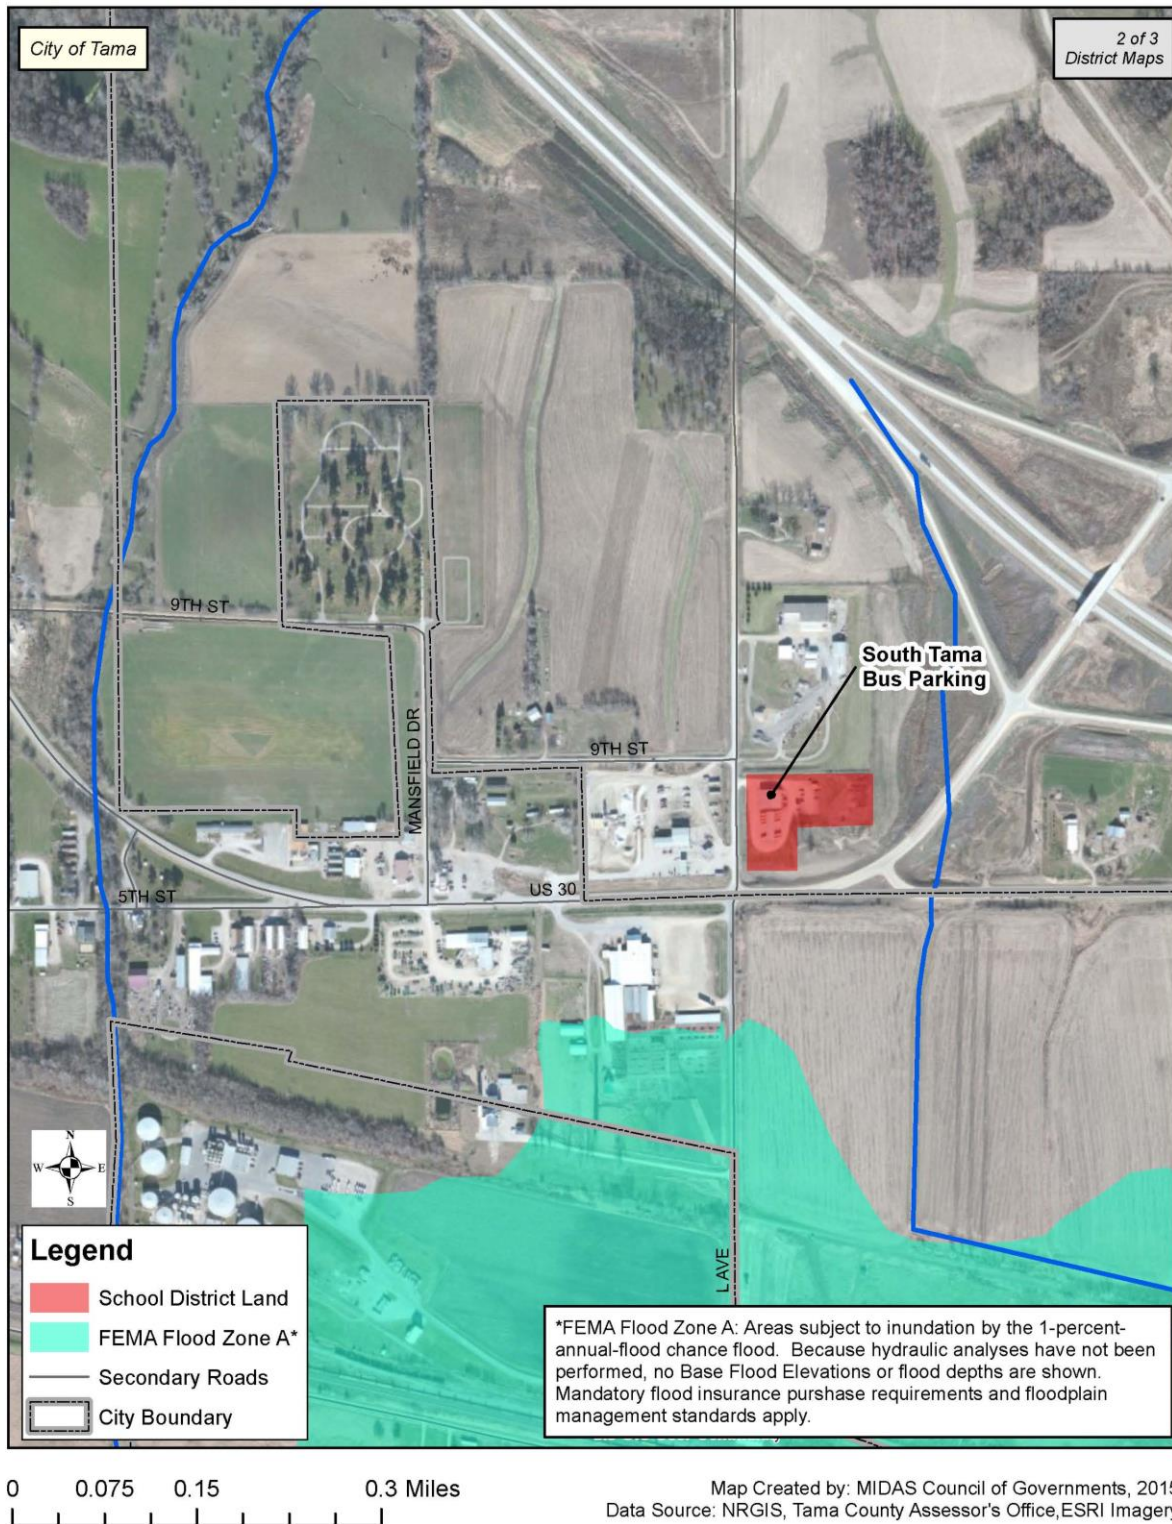 City of Tama
2 of 3
District Maps
South Tama
Bus Parking
9TH ST
MANSFIELD DR
9TH ST
US 30
5TH ST
L AVE
N
W E
S
Legend
School District Land
FEMA Flood Zone A*
Secondary Roads
City Boundary
*FEMA Flood Zone A: Areas subject to inundation by the 1-percent-
annual-flood chance flood. Because hydraulic analyses have not been
performed, no Base Flood Elevations or flood depths are shown.
Mandatory flood insurance purshase requirements and floodplain
management standards apply.
0 0.075 0.15 0.3 Miles
Map Created by: MIDAS Council of Governments, 2015
Data Source: NRGIS, Tama County Assessor's Office,ESRI Imagery